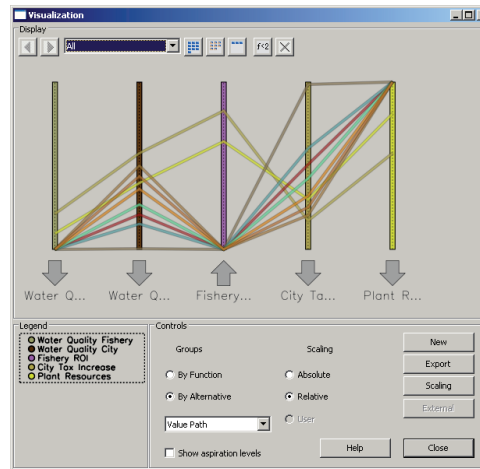 Visualization
Display
All
f<2
Water Q... Water Q... Fishery... City Ta... Plant R...
Legend
Water Quality Fishery
Water Quality City
Fishery ROI
City Tax Increase
Plant Resources
Controls
Groups Scaling
By Function Absolute
By Alternative Relative
User
Value Path
Show aspiration levels
New
Export
Scaling
External
Help Close